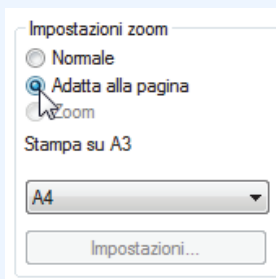 Impostazioni zoom
Normale
Adatta alla pagina
Zoom
Stampa su A3
A4
Impostazioni...